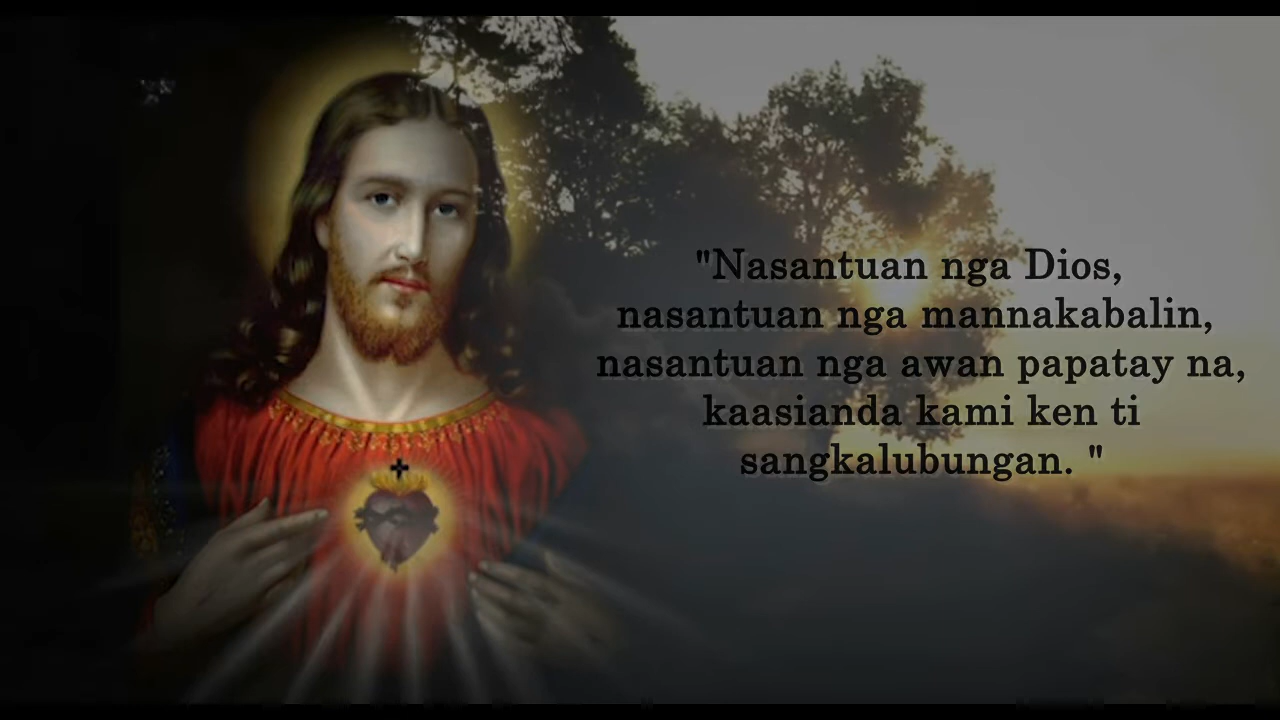 "Nasantuan nga Dios,
nasantuan nga mannakabalin,
nasantuan nga awan papatay na,
kaasianda kami ken ti
sangkalubungan. "